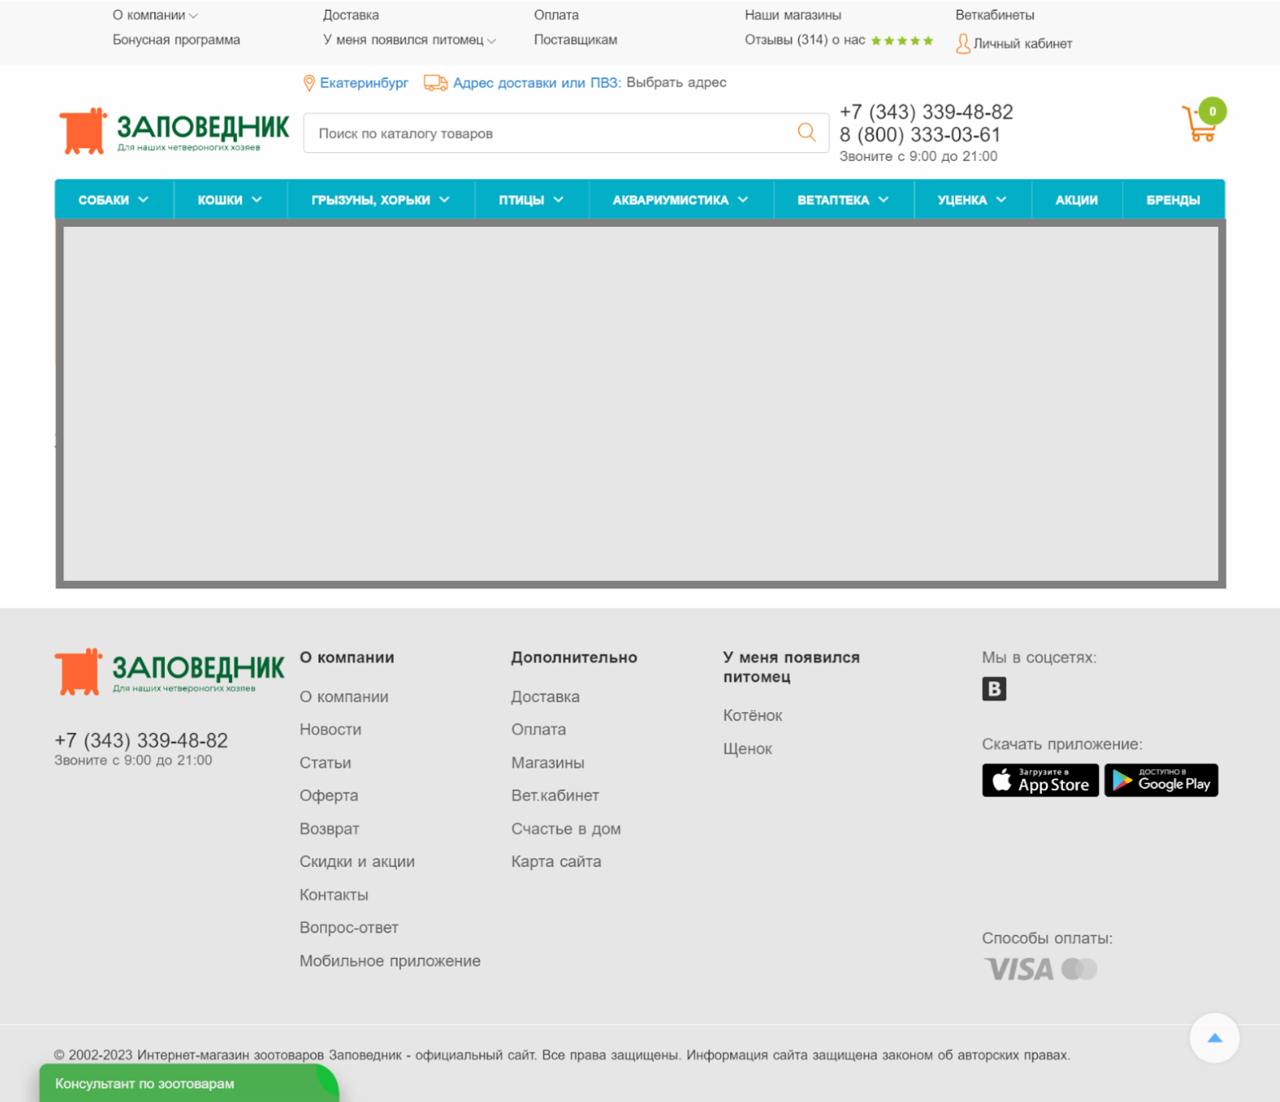 О компании
Доставка
Оплата
Наши магазины
Веткабинеты
Бонусная программа
У меня появился питомец
Поставщикам
Отзывы (314) о нас
Личный кабинет
Екатеринбург
Адрес доставки или ПВЗ: Выбрать адрес
ЗАПОВЕДНИК
Для наших четвероногих хозяев
Поиск по каталогу товаров
+7 (343) 339-48-82
8 (800) 333-03-61
Звоните с 9:00 до 21:00
0
СОБАКИ
КОШКИ
ГРЫЗУНЫ, ХОРЬКИ
ПТИЦЫ
АКВАРИУМИСТИКА
ВЕТАПТЕКА
УЦЕНКА
АКЦИИ
БРЕНДЫ
ЗАПОВЕДНИК
Для наших четвероногих хозяев
+7 (343) 339-48-82
Звоните с 9:00 до 21:00
О компании
О компании
Новости
Статьи
Оферта
Возврат
Скидки и акции
Контакты
Вопрос-ответ
Мобильное приложение
Дополнительно
Доставка
Оплата
Магазины
Вет.кабинет
Счастье в дом
Карта сайта
У меня появился
питомец
Котёнок
Щенок
Мы в соцсетях:
В
Скачать приложение:
Загрузите в
App Store
ДОСТУПНО В
Google Play
Способы оплаты:
VISA
© 2002-2023 Интернет-магазин зоотоваров Заповедник - официальный сайт. Все права защищены. Информация сайта защищена законом об авторских правах.
Консультант по зоотоварам